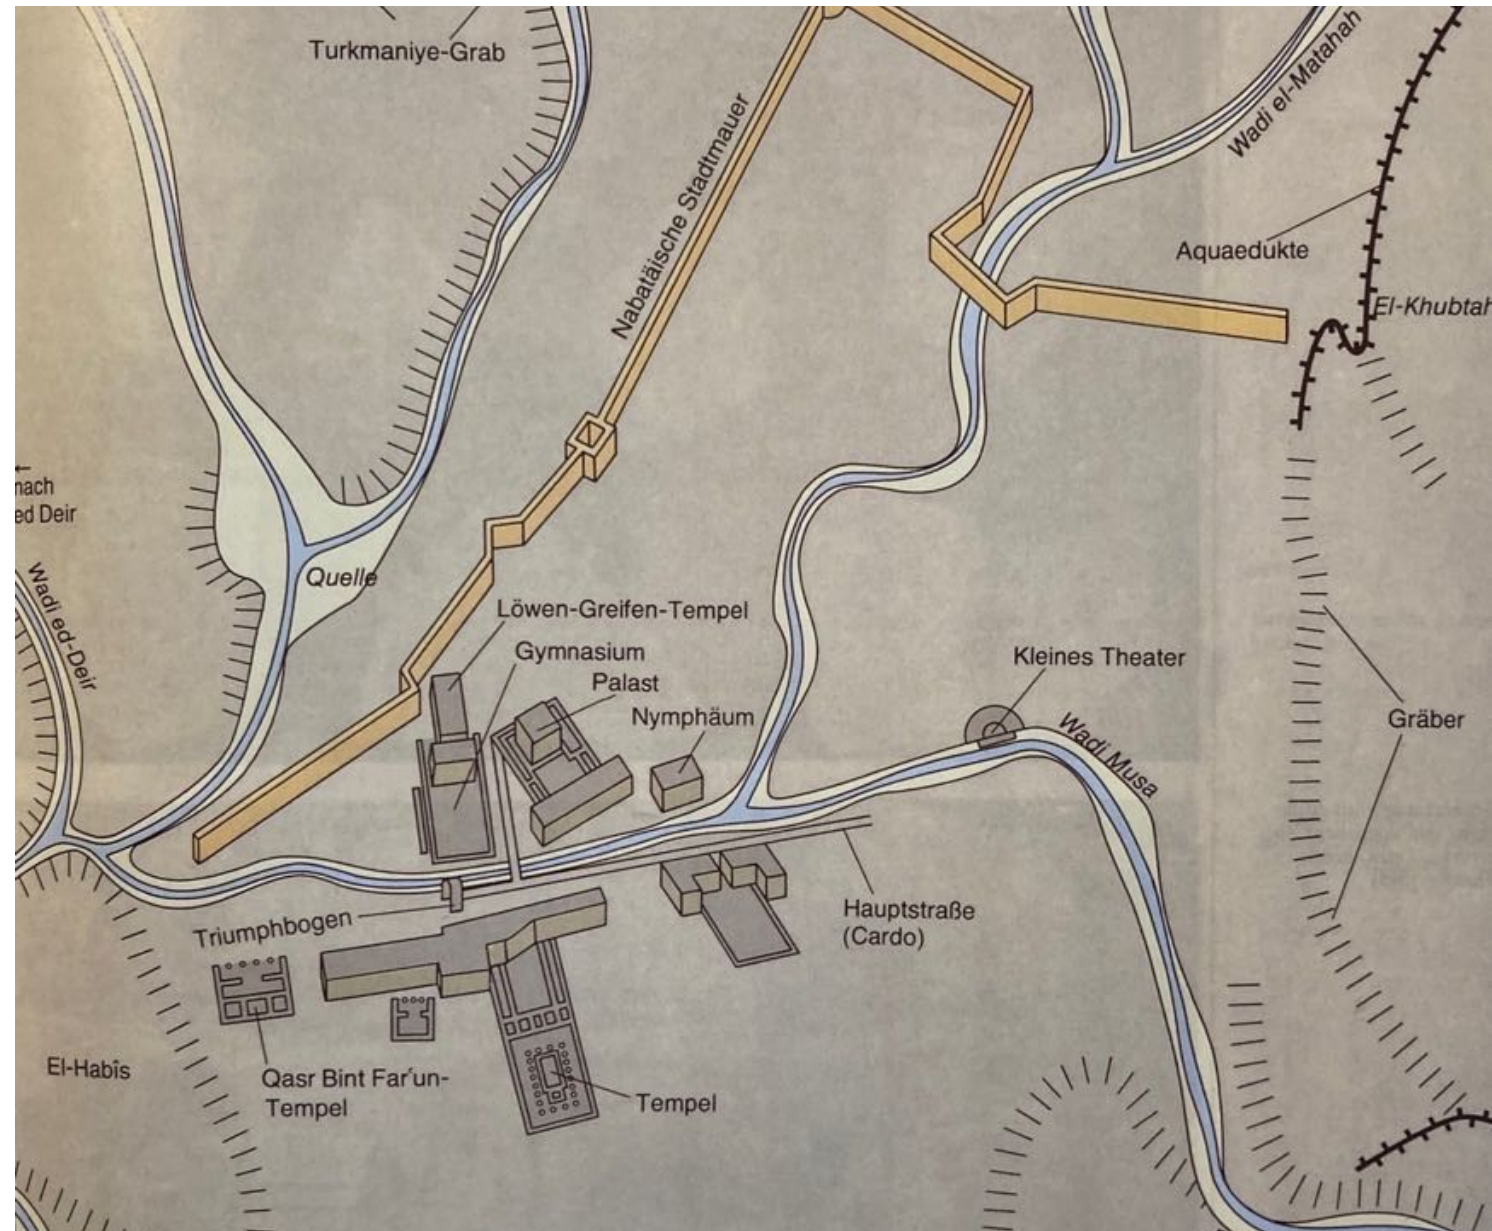 Turkmaniye-Grab
Nabatäische Stadtmauer
Wadi el-Matahah
Aquaedukte
El-Khubtah
←
nach
ed Deir
Wadi ed-Deir
Quelle
Löwen-Greifen-Tempel
Gymnasium
Palast
Nymphäum
Kleines Theater
Wadi Musa
Gräber
Triumphbogen
Hauptstraße
(Cardo)
El-Habîs
Qasr Bint Far'un-
Tempel
Tempel